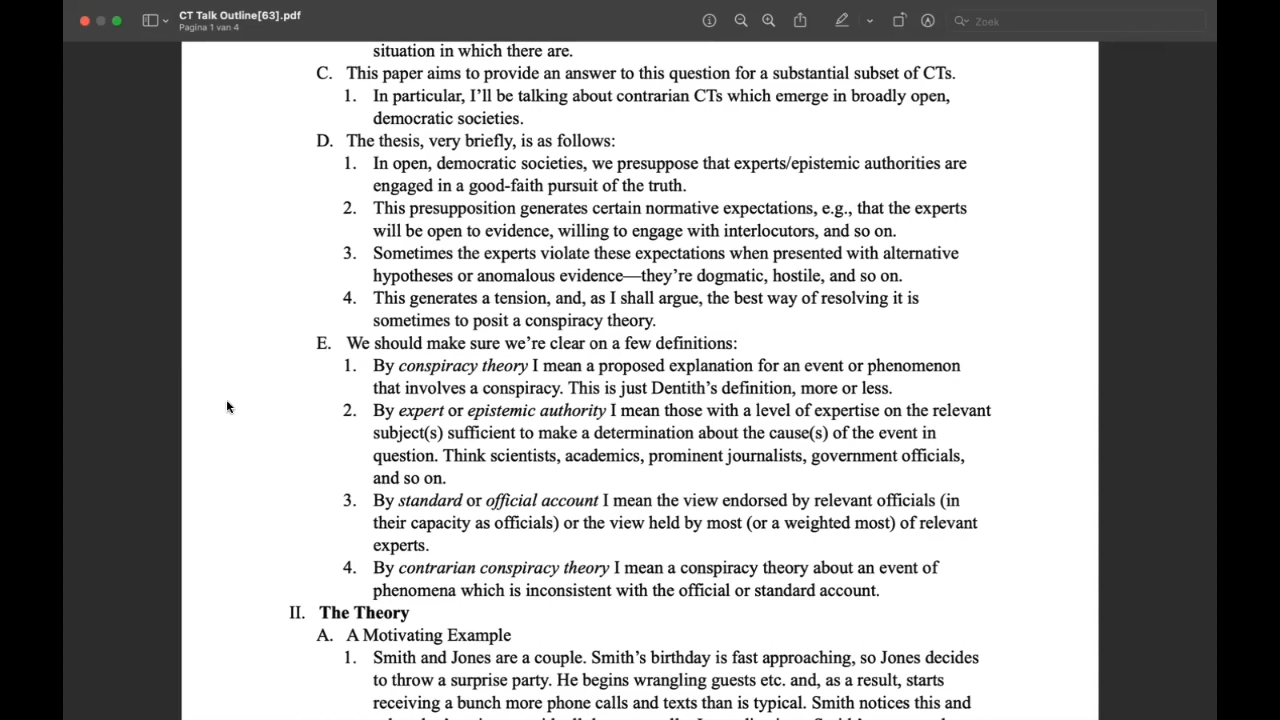 CT Talk Outline[63].pdf
Pagina 1 van 4
Zoek
situation in which there are.
C. This paper aims to provide an answer to this question for a substantial subset of CTs.
1. In particular, I’ll be talking about contrarian CTs which emerge in broadly open,
democratic societies.
D. The thesis, very briefly, is as follows:
1. In open, democratic societies, we presuppose that experts/epistemic authorities are
engaged in a good-faith pursuit of the truth.
2. This presupposition generates certain normative expectations, e.g., that the experts
will be open to evidence, willing to engage with interlocutors, and so on.
3. Sometimes the experts violate these expectations when presented with alternative
hypotheses or anomalous evidence—they’re dogmatic, hostile, and so on.
4. This generates a tension, and, as I shall argue, the best way of resolving it is
sometimes to posit a conspiracy theory.
E. We should make sure we’re clear on a few definitions:
1. By conspiracy theory I mean a proposed explanation for an event or phenomenon
that involves a conspiracy. This is just Dentith’s definition, more or less.
2. By expert or epistemic authority I mean those with a level of expertise on the relevant
subject(s) sufficient to make a determination about the cause(s) of the event in
question. Think scientists, academics, prominent journalists, government officials,
and so on.
3. By standard or official account I mean the view endorsed by relevant officials (in
their capacity as officials) or the view held by most (or a weighted most) of relevant
experts.
4. By contrarian conspiracy theory I mean a conspiracy theory about an event of
phenomena which is inconsistent with the official or standard account.
II. The Theory
A. A Motivating Example
1. Smith and Jones are a couple. Smith’s birthday is fast approaching, so Jones decides
to throw a surprise party. He begins wrangling guests etc. and, as a result, starts
receiving a bunch more phone calls and texts than is typical. Smith notices this and